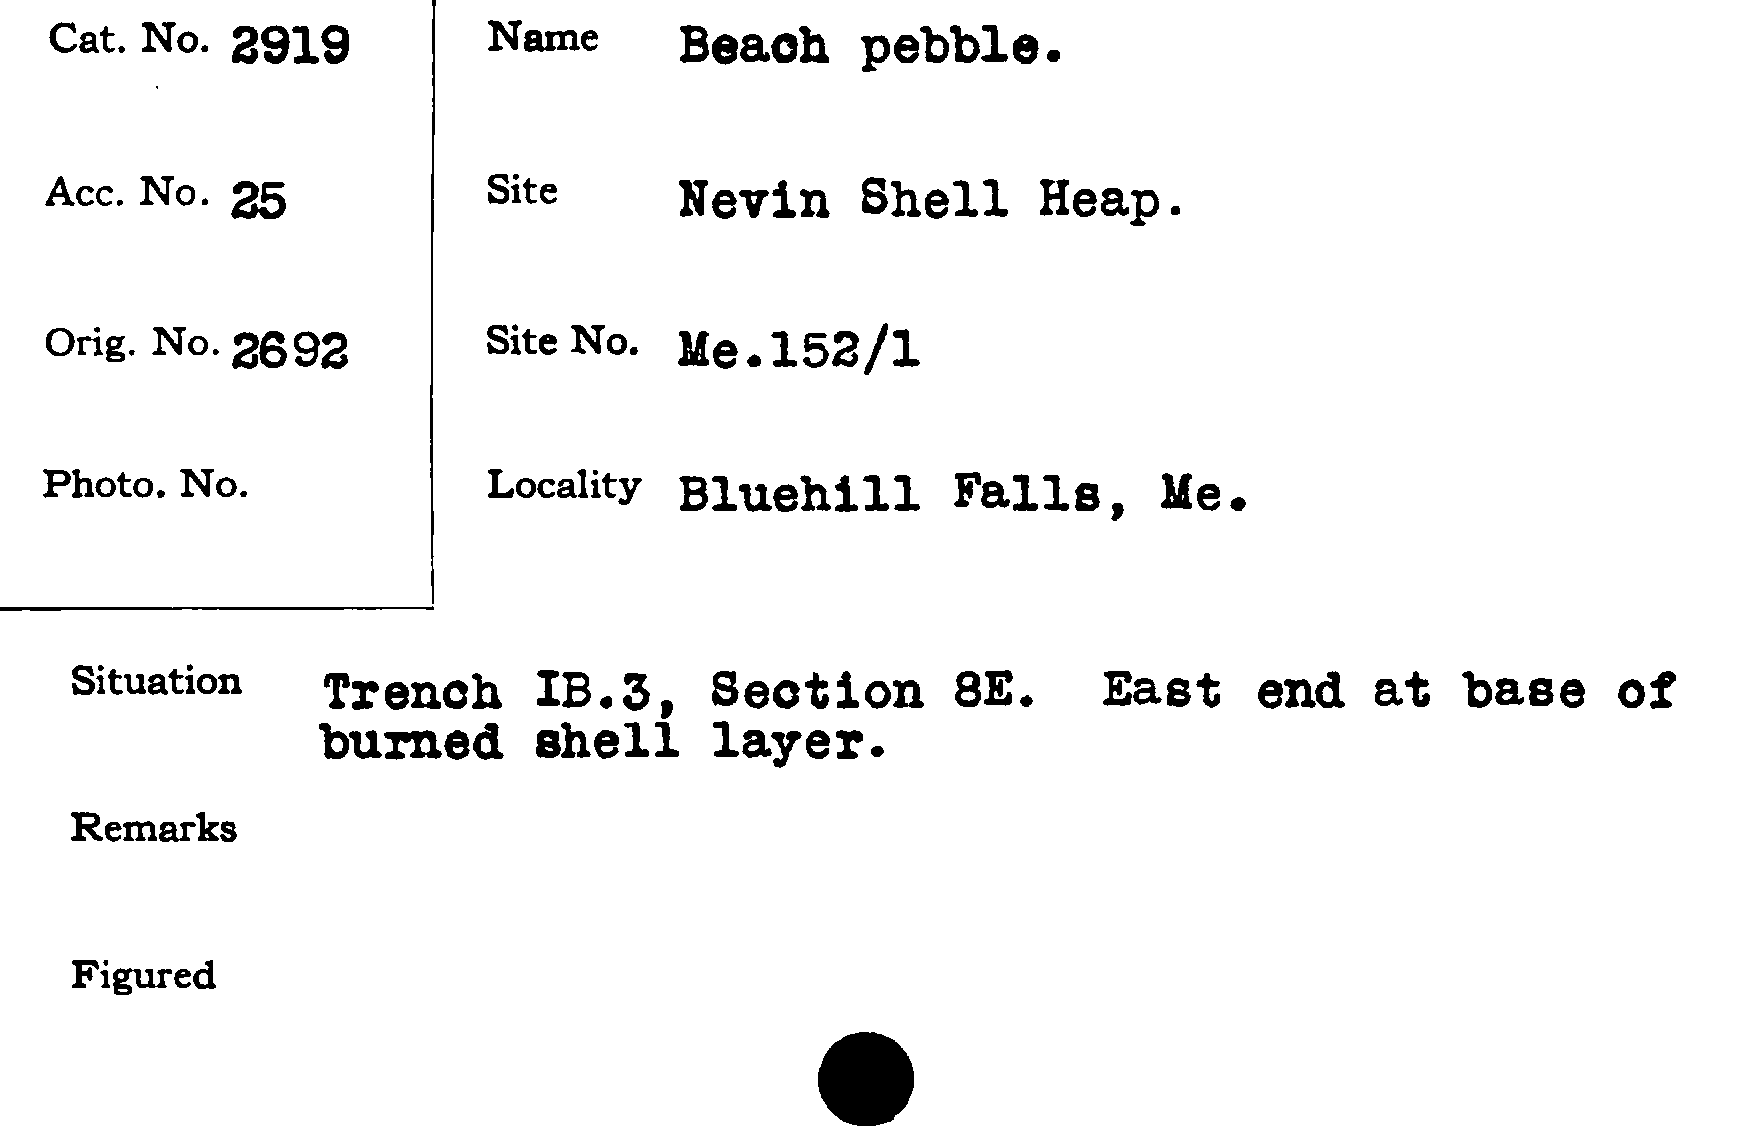 Cat. No. 2919
Name Beach pebble.
Acc. No. 25
Site Nevin Shell Heap.
Orig. No. 2692
Site No. Me.152/1
Photo. No.
Locality Bluehill Falls, Me.
Situation Trench IB.3, Section 8E. East end at base of
burned shell layer.
Remarks
Figured